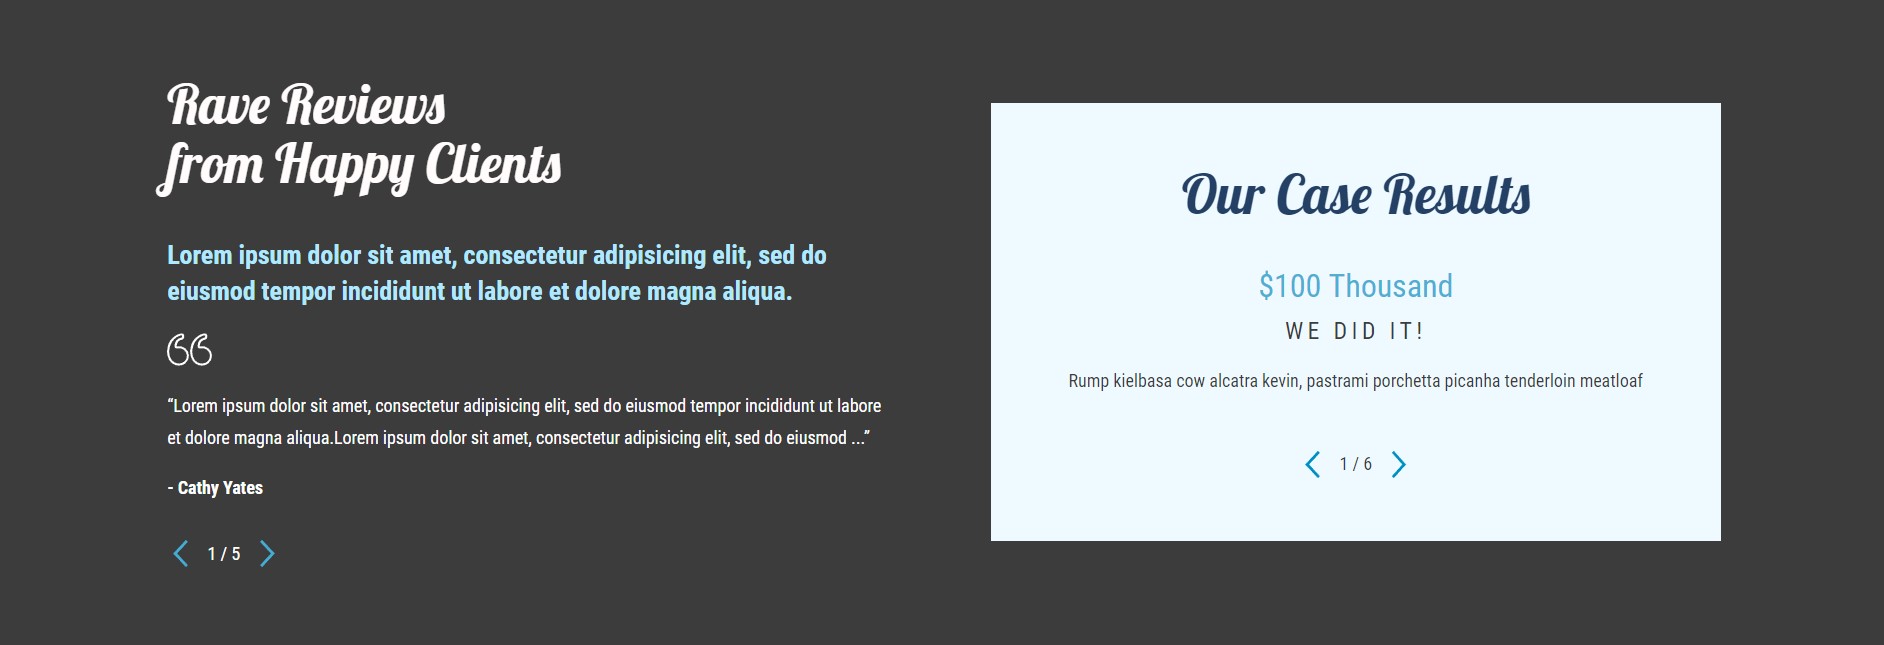 Rave Reviews
from Happy Clients
Lorem ipsum dolor sit amet, consectetur adipisicing elit, sed do
eiusmod tempor incididunt ut labore et dolore magna aliqua.
“Lorem ipsum dolor sit amet, consectetur adipisicing elit, sed do eiusmod tempor incididunt ut labore
et dolore magna aliqua.Lorem ipsum dolor sit amet, consectetur adipisicing elit, sed do eiusmod ...”
- Cathy Yates
1 / 5
Our Case Results
$100 Thousand
WE DID IT!
Rump kielbasa cow alcatra kevin, pastrami porchetta picanha tenderloin meatloaf
1 / 6